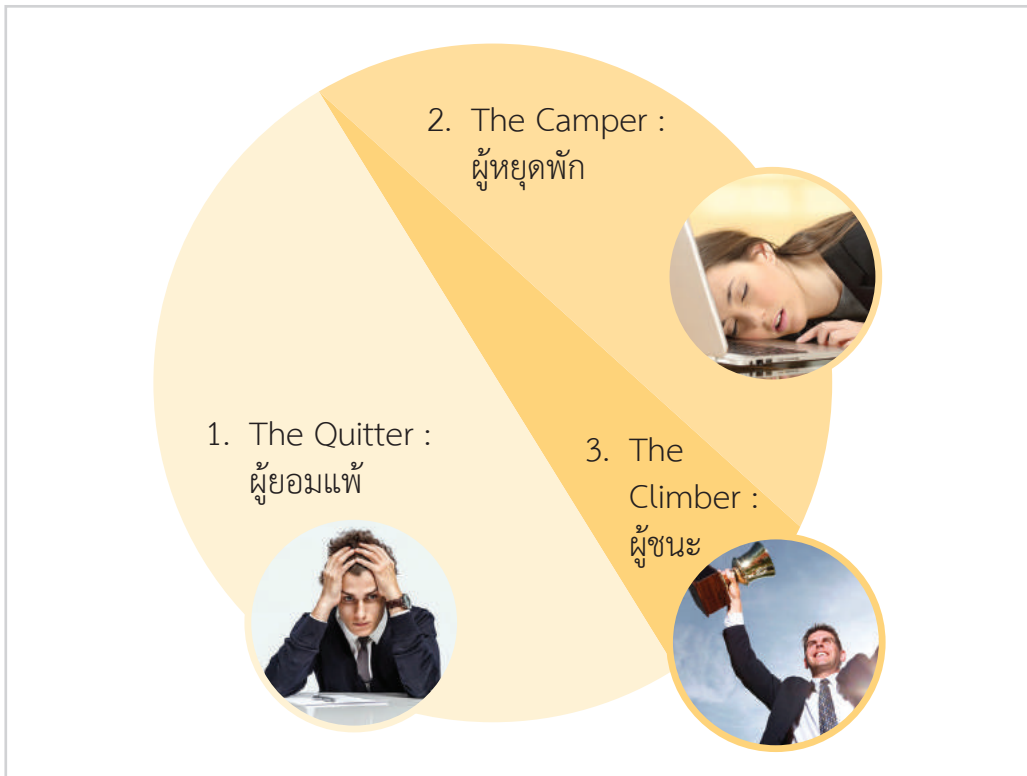 2. The Camper :
ผู้หยุดพัก
1. The Quitter :
ผู้ยอมแพ้
3. The
Climber :
ผู้ชนะ